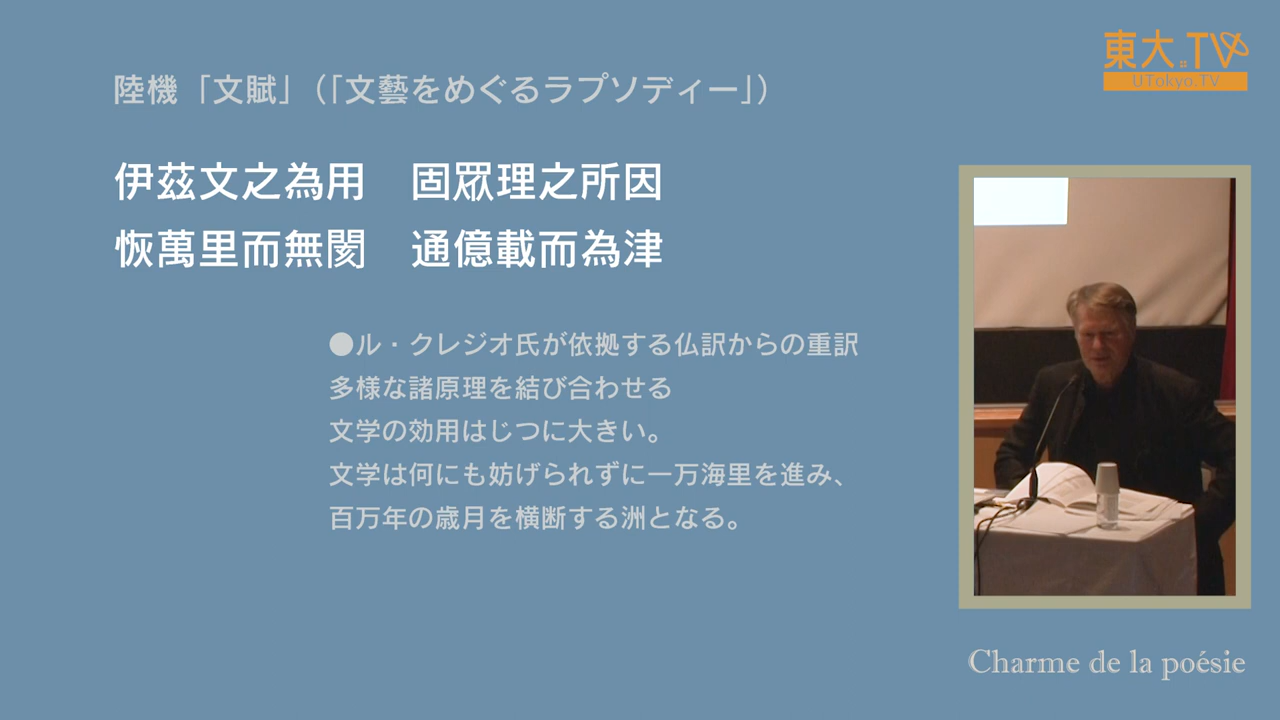 東大.TV
UTokyo.TV
陸機「文賦」（「文藝をめぐるラプソディー」）
伊茲文之為用　固眾理之所因
恢萬里而無閡　通億載而為津
●ル・クレジオ氏が依拠する仏訳からの重訳
多様な諸原理を結び合わせる
文学の効用はじつに大きい。
文学は何にも妨げられずに一万海里を進み、
百万年の歳月を横断する洲となる。
Charme de la poésie